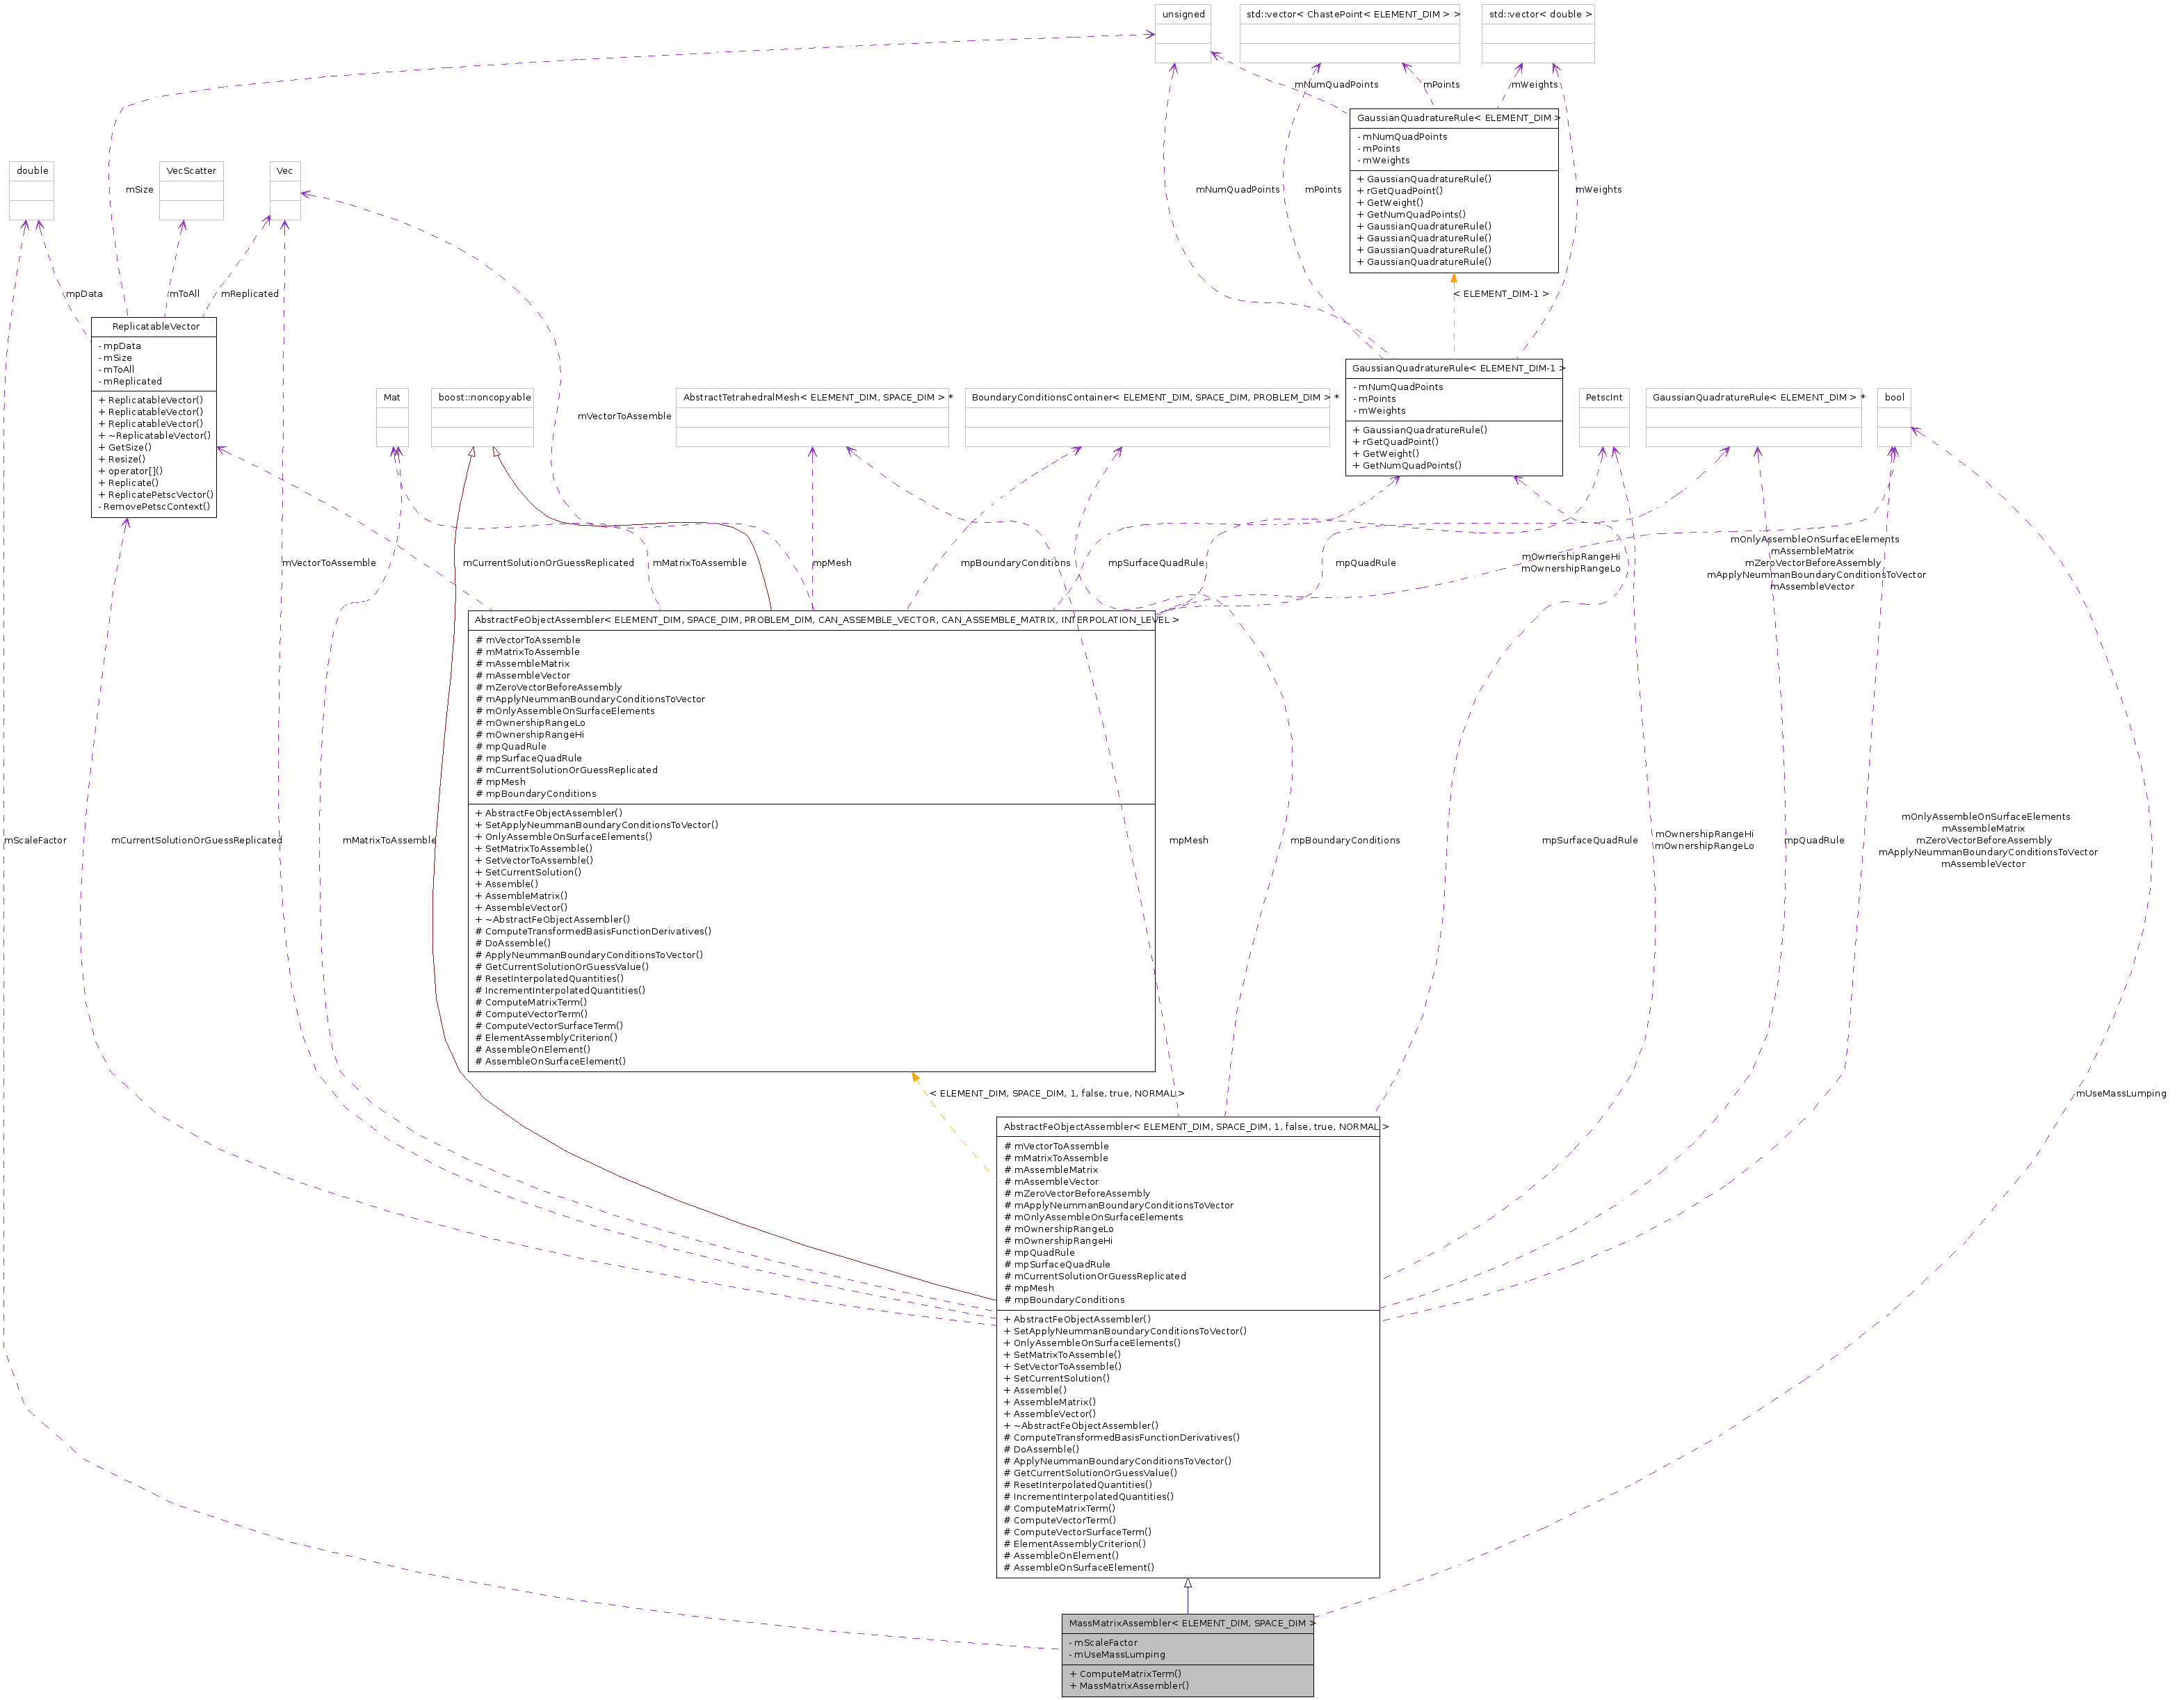 unsigned
std::vector< ChastePoint< ELEMENT_DIM > >
std::vector< double >
mNumQuadPoints
mPoints
mWeights
GaussianQuadratureRule< ELEMENT_DIM >
- mNumQuadPoints
- mPoints
- mWeights
+ GaussianQuadratureRule()
+ rGetQuadPoint()
+ GetWeight()
+ GetNumQuadPoints()
+ GaussianQuadratureRule()
+ GaussianQuadratureRule()
+ GaussianQuadratureRule()
+ GaussianQuadratureRule()
double
VecScatter
Vec
mSize
mNumQuadPoints
mPoints
mWeights
mpData
mToAll
mReplicated
< ELEMENT_DIM-1 >
ReplicatableVector
- mpData
- mSize
- mToAll
- mReplicated
+ ReplicatableVector()
+ ReplicatableVector()
+ ReplicatableVector()
+ ~ReplicatableVector()
+ GetSize()
+ Resize()
+ operator[]()
+ Replicate()
+ ReplicatePetscVector()
- RemovePetscContext()
mVectorToAssemble
GaussianQuadratureRule< ELEMENT_DIM-1 >
- mNumQuadPoints
- mPoints
- mWeights
+ GaussianQuadratureRule()
+ rGetQuadPoint()
+ GetWeight()
+ GetNumQuadPoints()
Mat
boost::noncopyable
AbstractTetrahedralMesh< ELEMENT_DIM, SPACE_DIM > *
BoundaryConditionsContainer< ELEMENT_DIM, SPACE_DIM, PROBLEM_DIM > *
PetscInt
GaussianQuadratureRule< ELEMENT_DIM > *
bool
mVectorToAssemble
mCurrentSolutionOrGuessReplicated
mMatrixToAssemble
mpMesh
mpBoundaryConditions
mpSurfaceQuadRule
mpQuadRule
mOwnershipRangeHi
mOwnershipRangeLo
mOnlyAssembleOnSurfaceElements
mAssembleMatrix
mZeroVectorBeforeAssembly
mApplyNeummanBoundaryConditionsToVector
mAssembleVector
AbstractFeObjectAssembler< ELEMENT_DIM, SPACE_DIM, PROBLEM_DIM, CAN_ASSEMBLE_VECTOR, CAN_ASSEMBLE_MATRIX, INTERPOLATION_LEVEL >
# mVectorToAssemble
# mMatrixToAssemble
# mAssembleMatrix
# mAssembleVector
# mZeroVectorBeforeAssembly
# mApplyNeummanBoundaryConditionsToVector
# mOnlyAssembleOnSurfaceElements
# mOwnershipRangeLo
# mOwnershipRangeHi
# mpQuadRule
# mpSurfaceQuadRule
# mCurrentSolutionOrGuessReplicated
# mpMesh
# mpBoundaryConditions
+ AbstractFeObjectAssembler()
+ SetApplyNeummanBoundaryConditionsToVector()
+ OnlyAssembleOnSurfaceElements()
+ SetMatrixToAssemble()
+ SetVectorToAssemble()
+ SetCurrentSolution()
+ Assemble()
+ AssembleMatrix()
+ AssembleVector()
+ ~AbstractFeObjectAssembler()
# ComputeTransformedBasisFunctionDerivatives()
# DoAssemble()
# ApplyNeummanBoundaryConditionsToVector()
# GetCurrentSolutionOrGuessValue()
# ResetInterpolatedQuantities()
# IncrementInterpolatedQuantities()
# ComputeMatrixTerm()
# ComputeVectorTerm()
# ComputeVectorSurfaceTerm()
# ElementAssemblyCriterion()
# AssembleOnElement()
# AssembleOnSurfaceElement()
mScaleFactor
mCurrentSolutionOrGuessReplicated
mMatrixToAssemble
mpMesh
mpBoundaryConditions
mpSurfaceQuadRule
mOwnershipRangeHi
mOwnershipRangeLo
mpQuadRule
mOnlyAssembleOnSurfaceElements
mAssembleMatrix
mZeroVectorBeforeAssembly
mApplyNeummanBoundaryConditionsToVector
mAssembleVector
< ELEMENT_DIM, SPACE_DIM, 1, false, true, NORMAL >
mUseMassLumping
AbstractFeObjectAssembler< ELEMENT_DIM, SPACE_DIM, 1, false, true, NORMAL >
# mVectorToAssemble
# mMatrixToAssemble
# mAssembleMatrix
# mAssembleVector
# mZeroVectorBeforeAssembly
# mApplyNeummanBoundaryConditionsToVector
# mOnlyAssembleOnSurfaceElements
# mOwnershipRangeLo
# mOwnershipRangeHi
# mpQuadRule
# mpSurfaceQuadRule
# mCurrentSolutionOrGuessReplicated
# mpMesh
# mpBoundaryConditions
+ AbstractFeObjectAssembler()
+ SetApplyNeummanBoundaryConditionsToVector()
+ OnlyAssembleOnSurfaceElements()
+ SetMatrixToAssemble()
+ SetVectorToAssemble()
+ SetCurrentSolution()
+ Assemble()
+ AssembleMatrix()
+ AssembleVector()
+ ~AbstractFeObjectAssembler()
# ComputeTransformedBasisFunctionDerivatives()
# DoAssemble()
# ApplyNeummanBoundaryConditionsToVector()
# GetCurrentSolutionOrGuessValue()
# ResetInterpolatedQuantities()
# IncrementInterpolatedQuantities()
# ComputeMatrixTerm()
# ComputeVectorTerm()
# ComputeVectorSurfaceTerm()
# ElementAssemblyCriterion()
# AssembleOnElement()
# AssembleOnSurfaceElement()
MassMatrixAssembler< ELEMENT_DIM, SPACE_DIM >
- mScaleFactor
- mUseMassLumping
+ ComputeMatrixTerm()
+ MassMatrixAssembler()